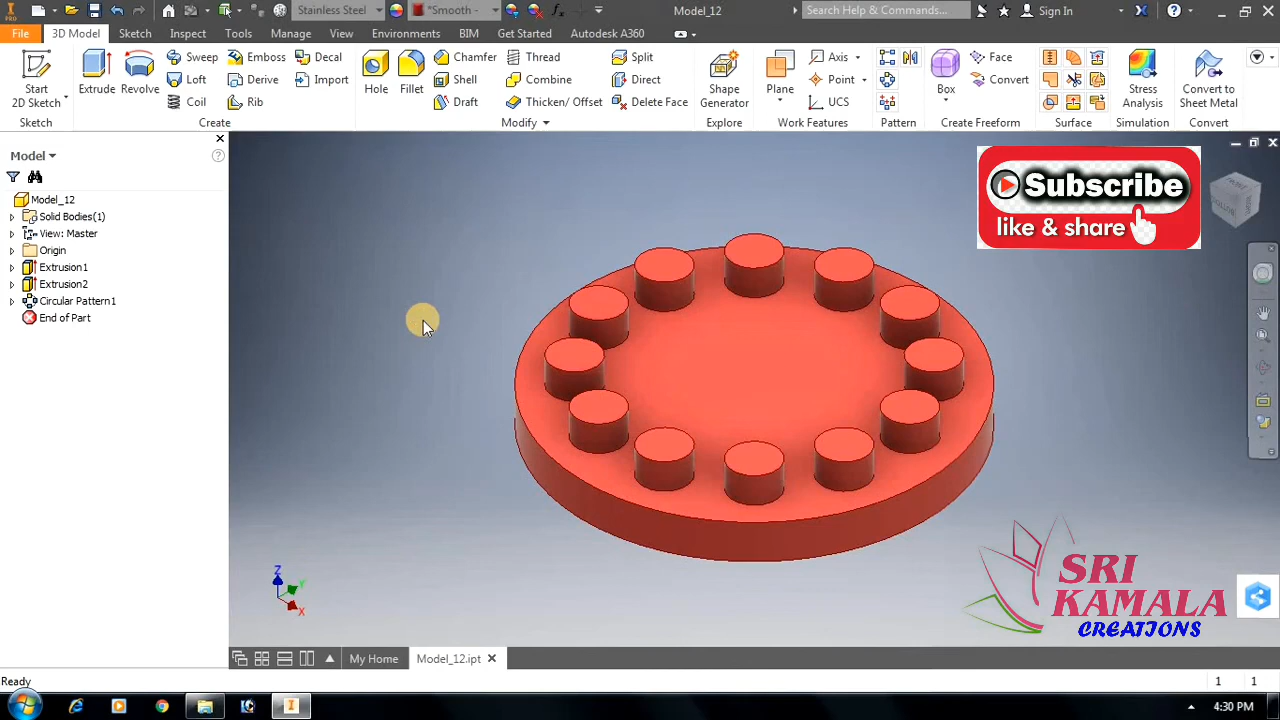 PRO
Stainless Steel
*Smooth -
fx
Model_12
Search Help & Commands...
Sign In
File
3D Model
Sketch
Inspect
Tools
Manage
View
Environments
BIM
Get Started
Autodesk A360
Start
2D Sketch
Extrude
Revolve
Sweep
Loft
Coil
Emboss
Derive
Rib
Decal
Import
Hole
Fillet
Chamfer
Shell
Draft
Thread
Combine
Thicken/ Offset
Split
Direct
Delete Face
Shape
Generator
Plane
Axis
Point
UCS
Box
Face
Convert
Stress
Analysis
Convert to
Sheet Metal
Sketch
Create
Modify
Explore
Work Features
Pattern
Create Freeform
Surface
Simulation
Convert
Model
Model_12
Solid Bodies(1)
View: Master
Origin
Extrusion1
Extrusion2
Circular Pattern1
End of Part
Subscribe
like & share
Z
Y
X
SRI
KAMALA
CREATIONS
My Home
Model_12.ipt
Ready
1
1
4:30 PM